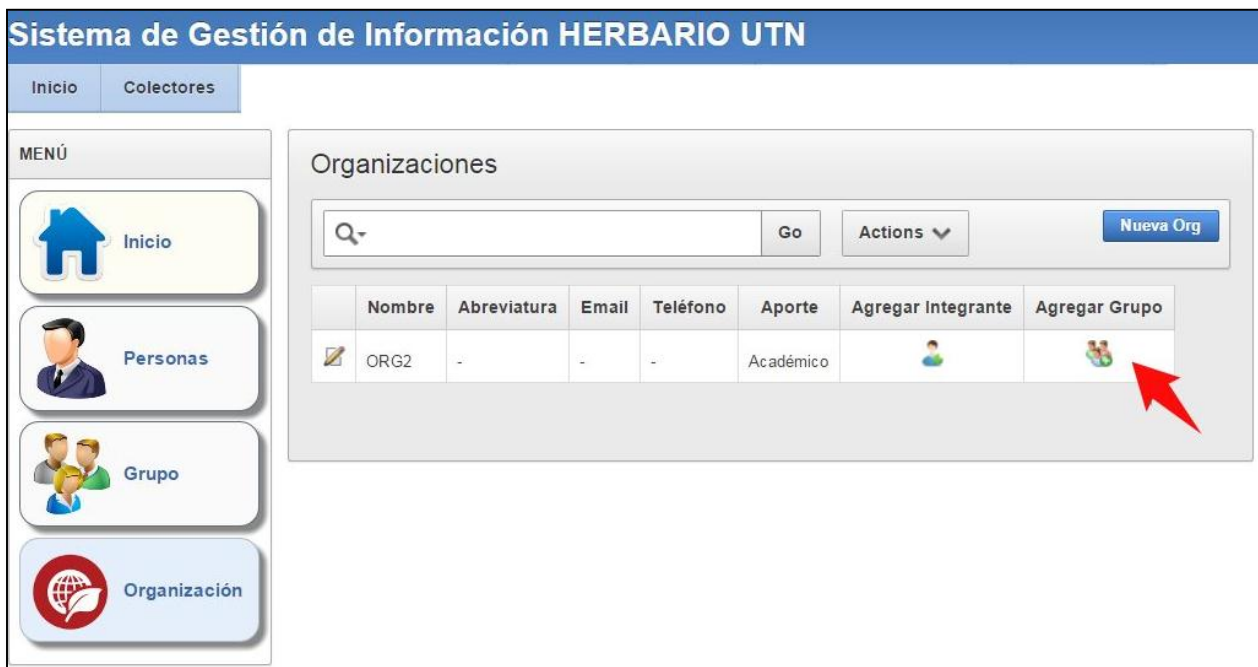 Sistema de Gestión de Información HERBARIO UTN
Inicio Colectores
MENÚ
Inicio
Personas
Grupo
Organización
Organizaciones
Go Actions Nueva Org
Nombre Abreviatura Email Teléfono Aporte Agregar Integrante Agregar Grupo
ORG2 - - - Académico